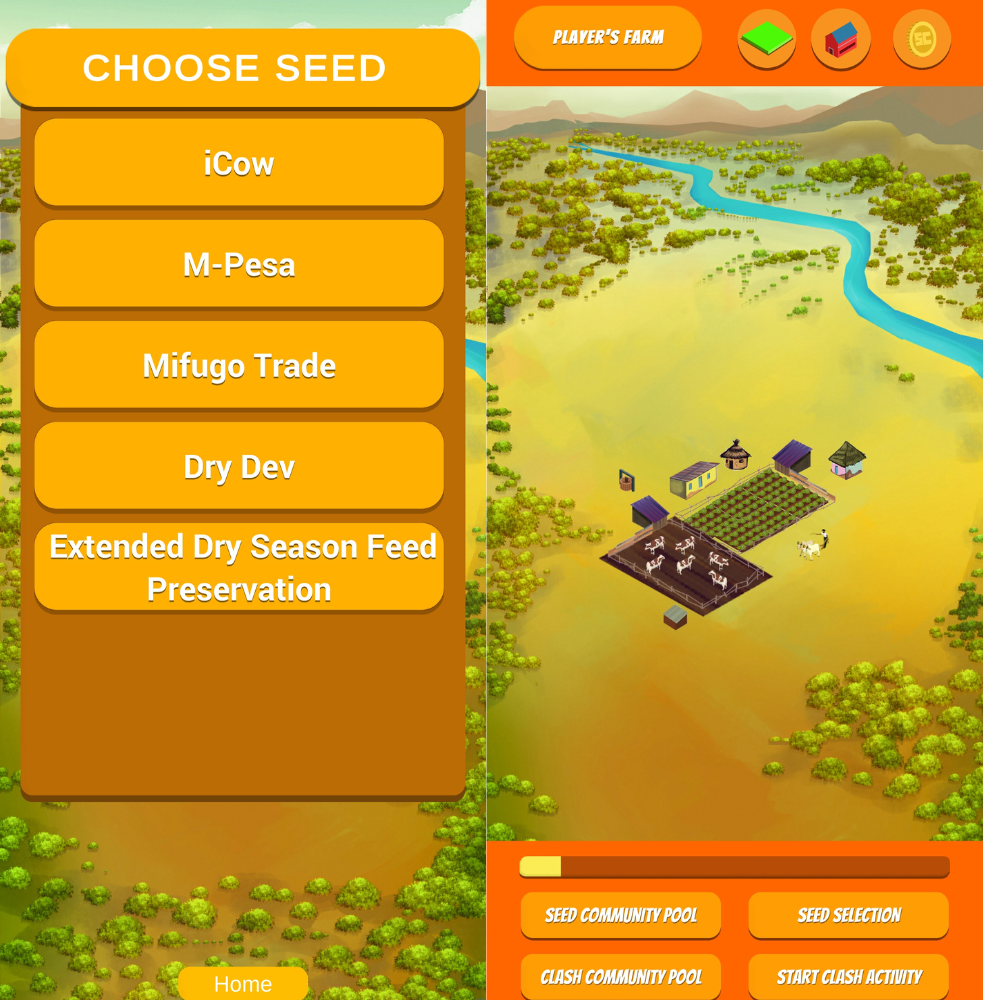 CHOOSE SEED
iCow
M-Pesa
Mifugo Trade
Dry Dev
Extended Dry Season Feed
Preservation
Home
PLAYER'S FARM
SC
SEED COMMUNITY POOL
SEED SELECTION
CLASH COMMUNITY POOL
START CLASH ACTIVITY